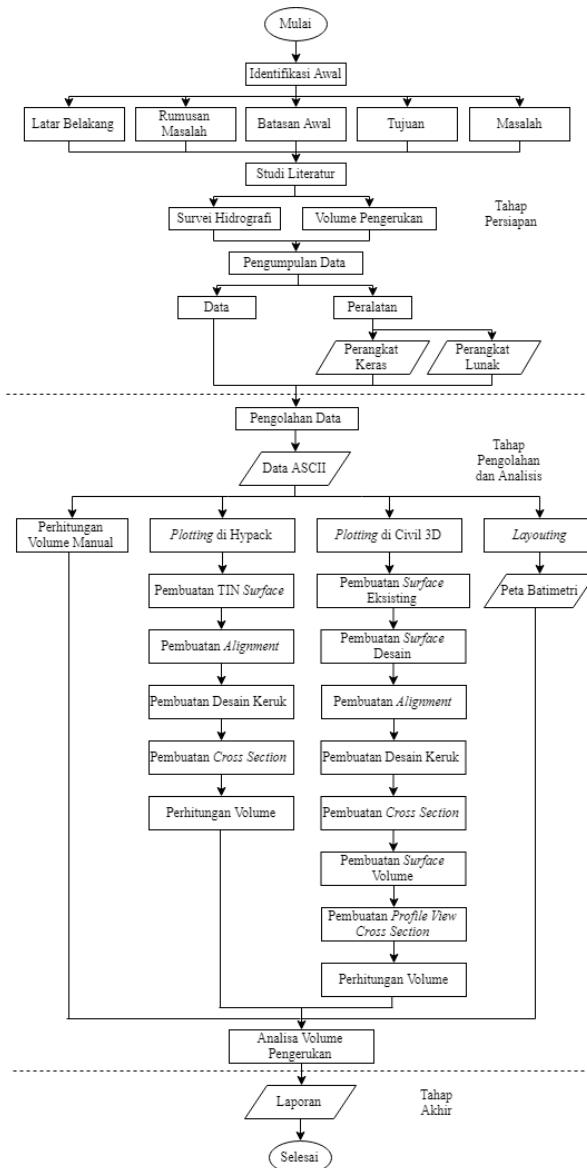 Mulai
Identifikasi Awal
Latar Belakang
Rumusan
Masalah
Batasan Awal
Tujuan
Masalah
Studi Literatur
Survei Hidrografi
Volume Pengerukan
Tahap
Persiapan
Pengumpulan Data
Data
Peralatan
Perangkat
Keras
Perangkat
Lunak
Pengolahan Data
Data ASCII
Tahap
Pengolahan
dan Analisis
Perhitungan
Volume Manual
Plotting di Hypack
Pembuatan TIN Surface
Pembuatan Alignment
Pembuatan Desain Keruk
Pembuatan Cross Section
Perhitungan Volume
Plotting di Civil 3D
Pembuatan Surface
Eksisting
Pembuatan Surface
Desain
Pembuatan Alignment
Pembuatan Desain Keruk
Pembuatan Cross Section
Pembuatan Surface
Volume
Pembuatan Profile View
Cross Section
Perhitungan Volume
Layouting
Peta Batimetri
Analisa Volume
Pengerukan
Laporan
Tahap
Akhir
Selesai